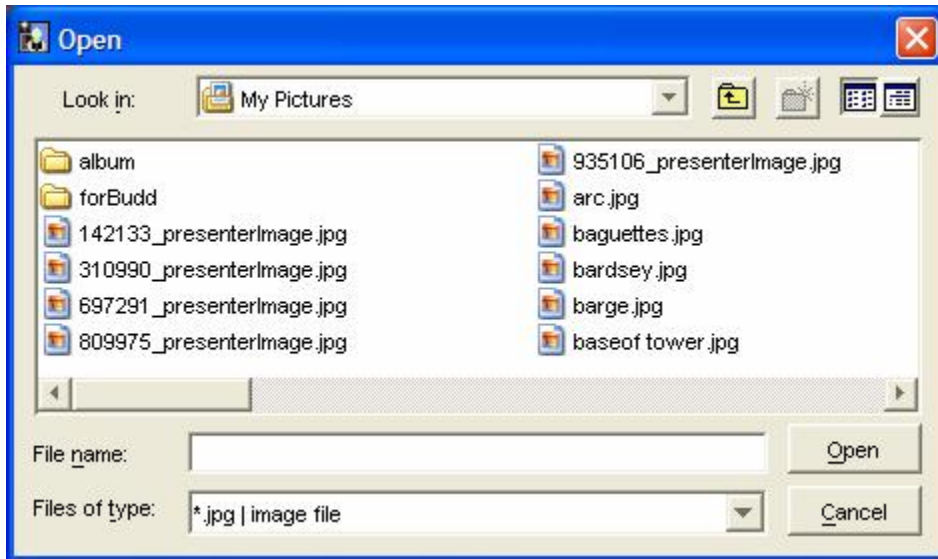 Open
Look in: My Pictures
album
forBudd
142133_presenterImage.jpg
310990_presenterImage.jpg
697291_presenterImage.jpg
809975_presenterImage.jpg
935106_presenterImage.jpg
arc.jpg
baguettes.jpg
bardsey.jpg
barge.jpg
baseof tower.jpg
File name: Open
Files of type: *.jpg | image file Cancel